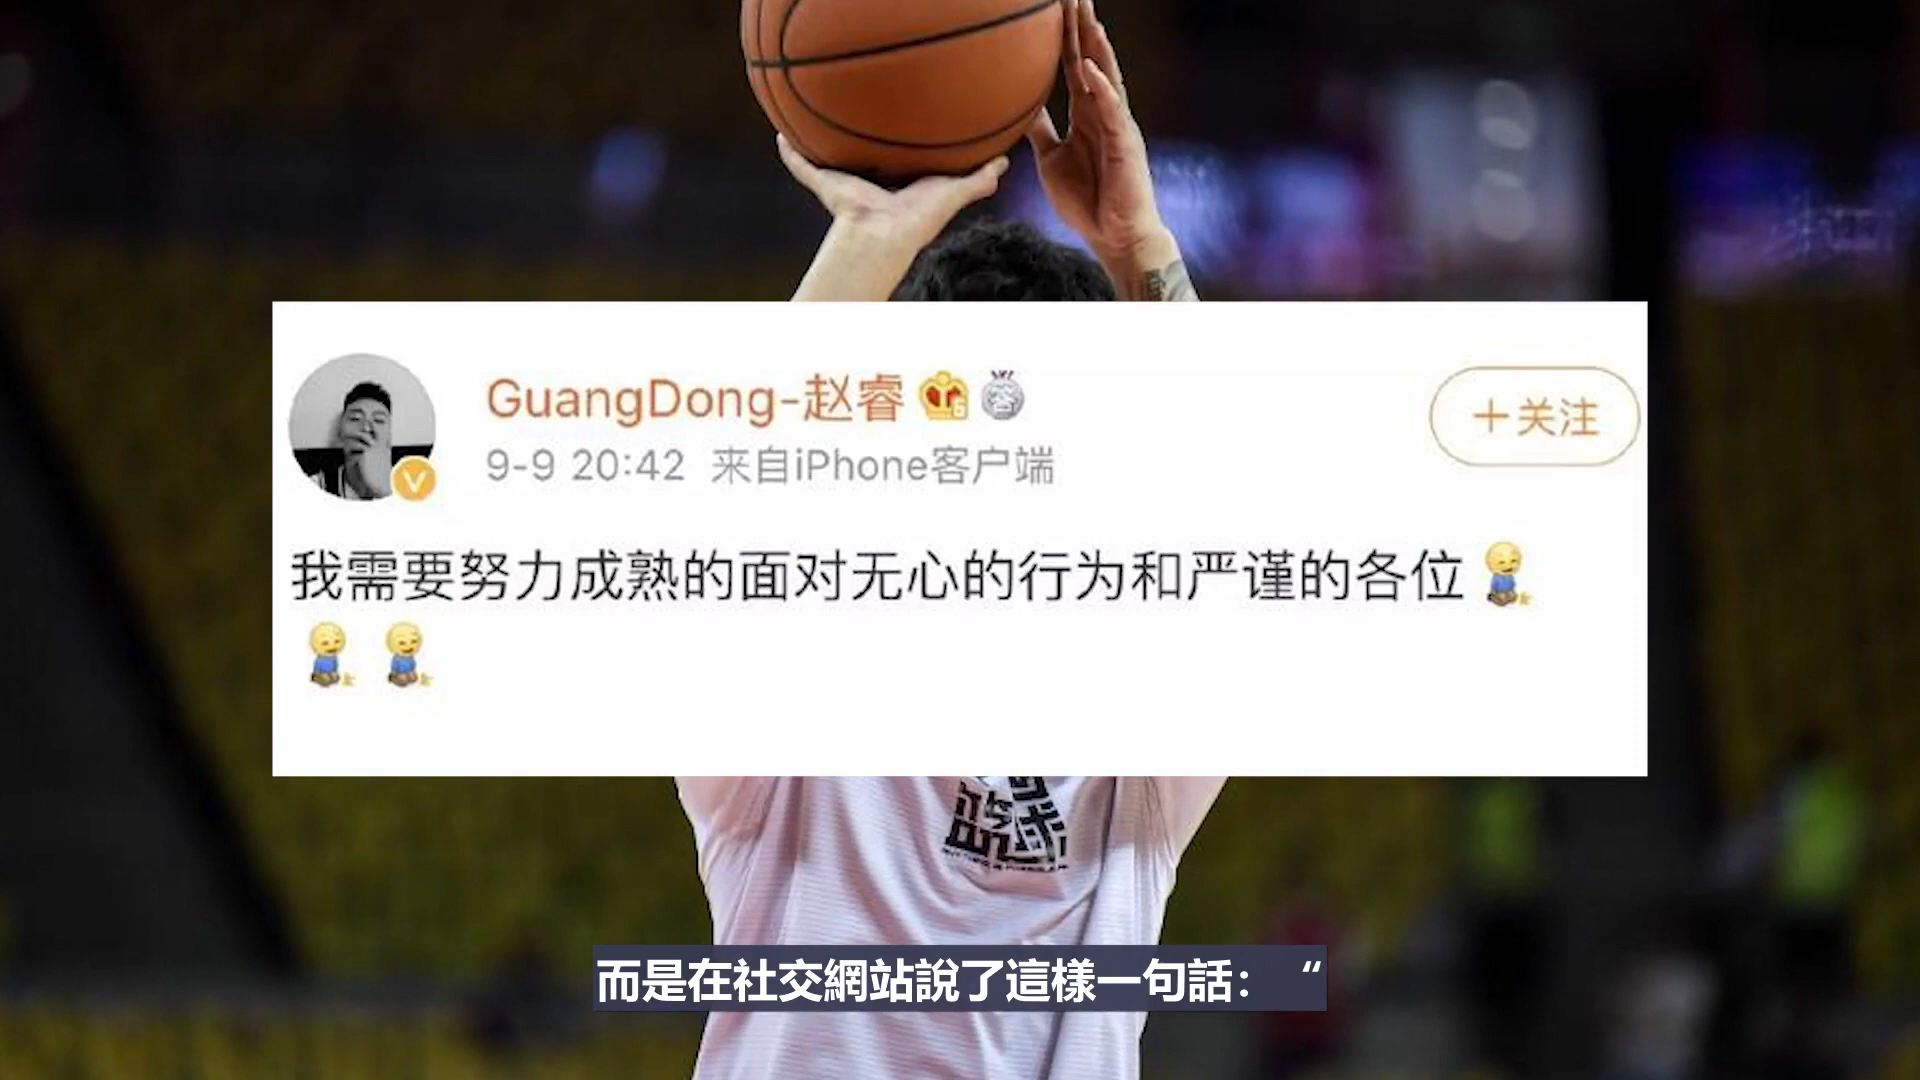 GuangDong-赵睿
9-9 20:42 来自iPhone客户端
+关注
我需要努力成熟的面对无心的行为和严谨的各位
而是在社交網站說了這樣一句話：“